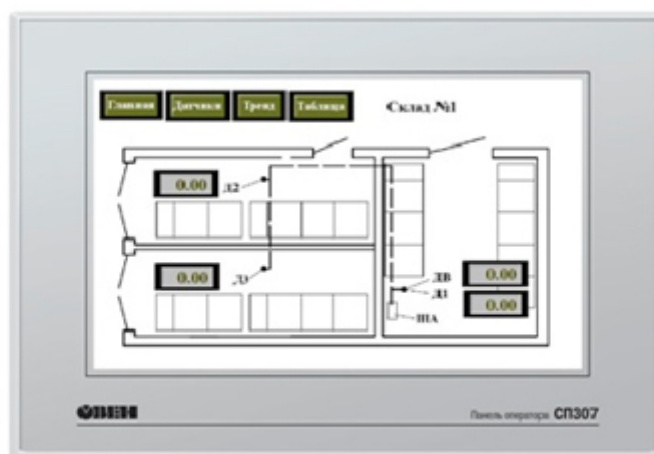 Главная Датчики Тренд Таблица Склад №1
0.00 Д2
0.00 Д3
ДВ 0.00
Д1 0.00
ША
ОВЕН Панель оператора СП307